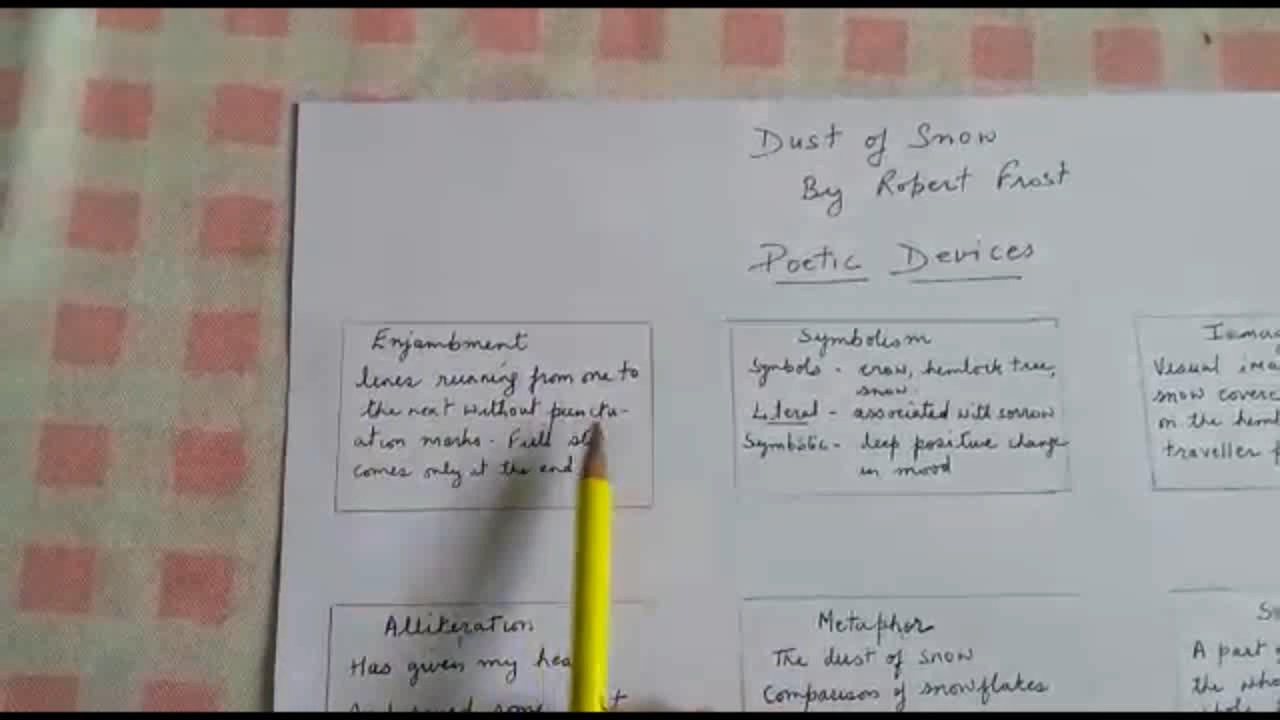 Dust of Snow
By Robert Frost
Poetic Devices
Enjambment
lines running from one to
the next without punctu-
ation marks. Full
comes only at the end
Symbolism
Symbols - crow, hemlock tree,
snow
Literal - associated with sorrow
Symbolic - deep positive change
in mood
Visual
snow
on the
traveller
Alliteration
Has given my
Metaphor
The dust of snow
Comparison of snowflakes
A part
the